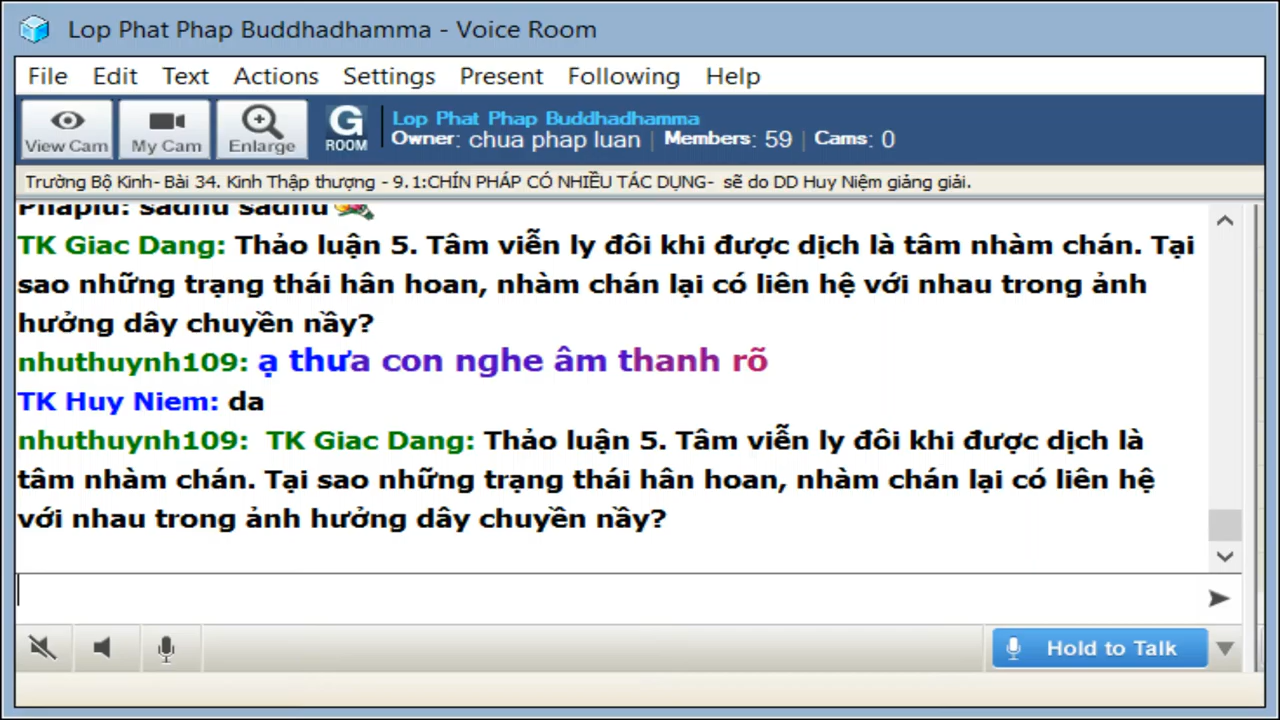 Lop Phat Phap Buddhadhamma - Voice Room
File Edit Text Actions Settings Present Following Help
View Cam My Cam Enlarge G ROOM
Lop Phat Phap Buddhadhamma
Owner: chua phap luan | Members: 59 | Cams: 0
Trường Bộ Kinh- Bài 34. Kinh Thập thượng - 9.1:CHÍN PHÁP CÓ NHIỀU TÁC DỤNG- sẽ do DD Huy Niệm giảng giải.
Phaplu: sadhu sadhu
TK Giac Dang: Thảo luận 5. Tâm viễn ly đôi khi được dịch là tâm nhàm chán. Tại
sao những trạng thái hân hoan, nhàm chán lại có liên hệ với nhau trong ảnh
hưởng dây chuyền nầy?
nhuthuynh109: ạ thưa con nghe âm thanh rõ
TK Huy Niem: da
nhuthuynh109: TK Giac Dang: Thảo luận 5. Tâm viễn ly đôi khi được dịch là
tâm nhàm chán. Tại sao những trạng thái hân hoan, nhàm chán lại có liên hệ
với nhau trong ảnh hưởng dây chuyền nầy?
Hold to Talk